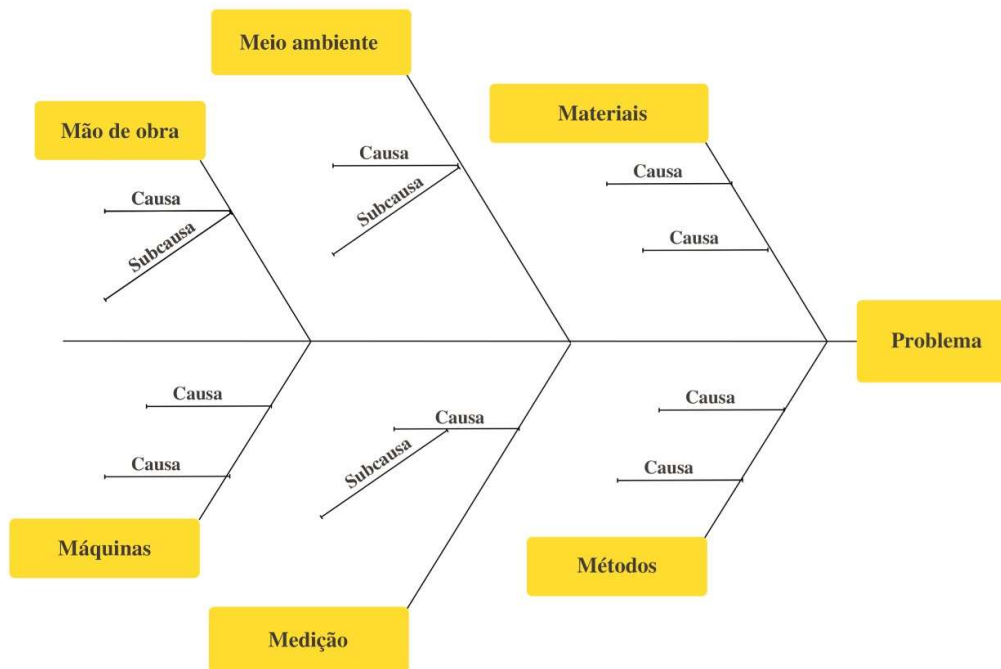 Meio ambiente
Materiais
Mão de obra
Causa
Causa
Causa
Subcausa
Subcausa
Causa
Problema
Causa
Causa
Causa
Subcausa
Causa
Causa
Máquinas
Métodos
Medição